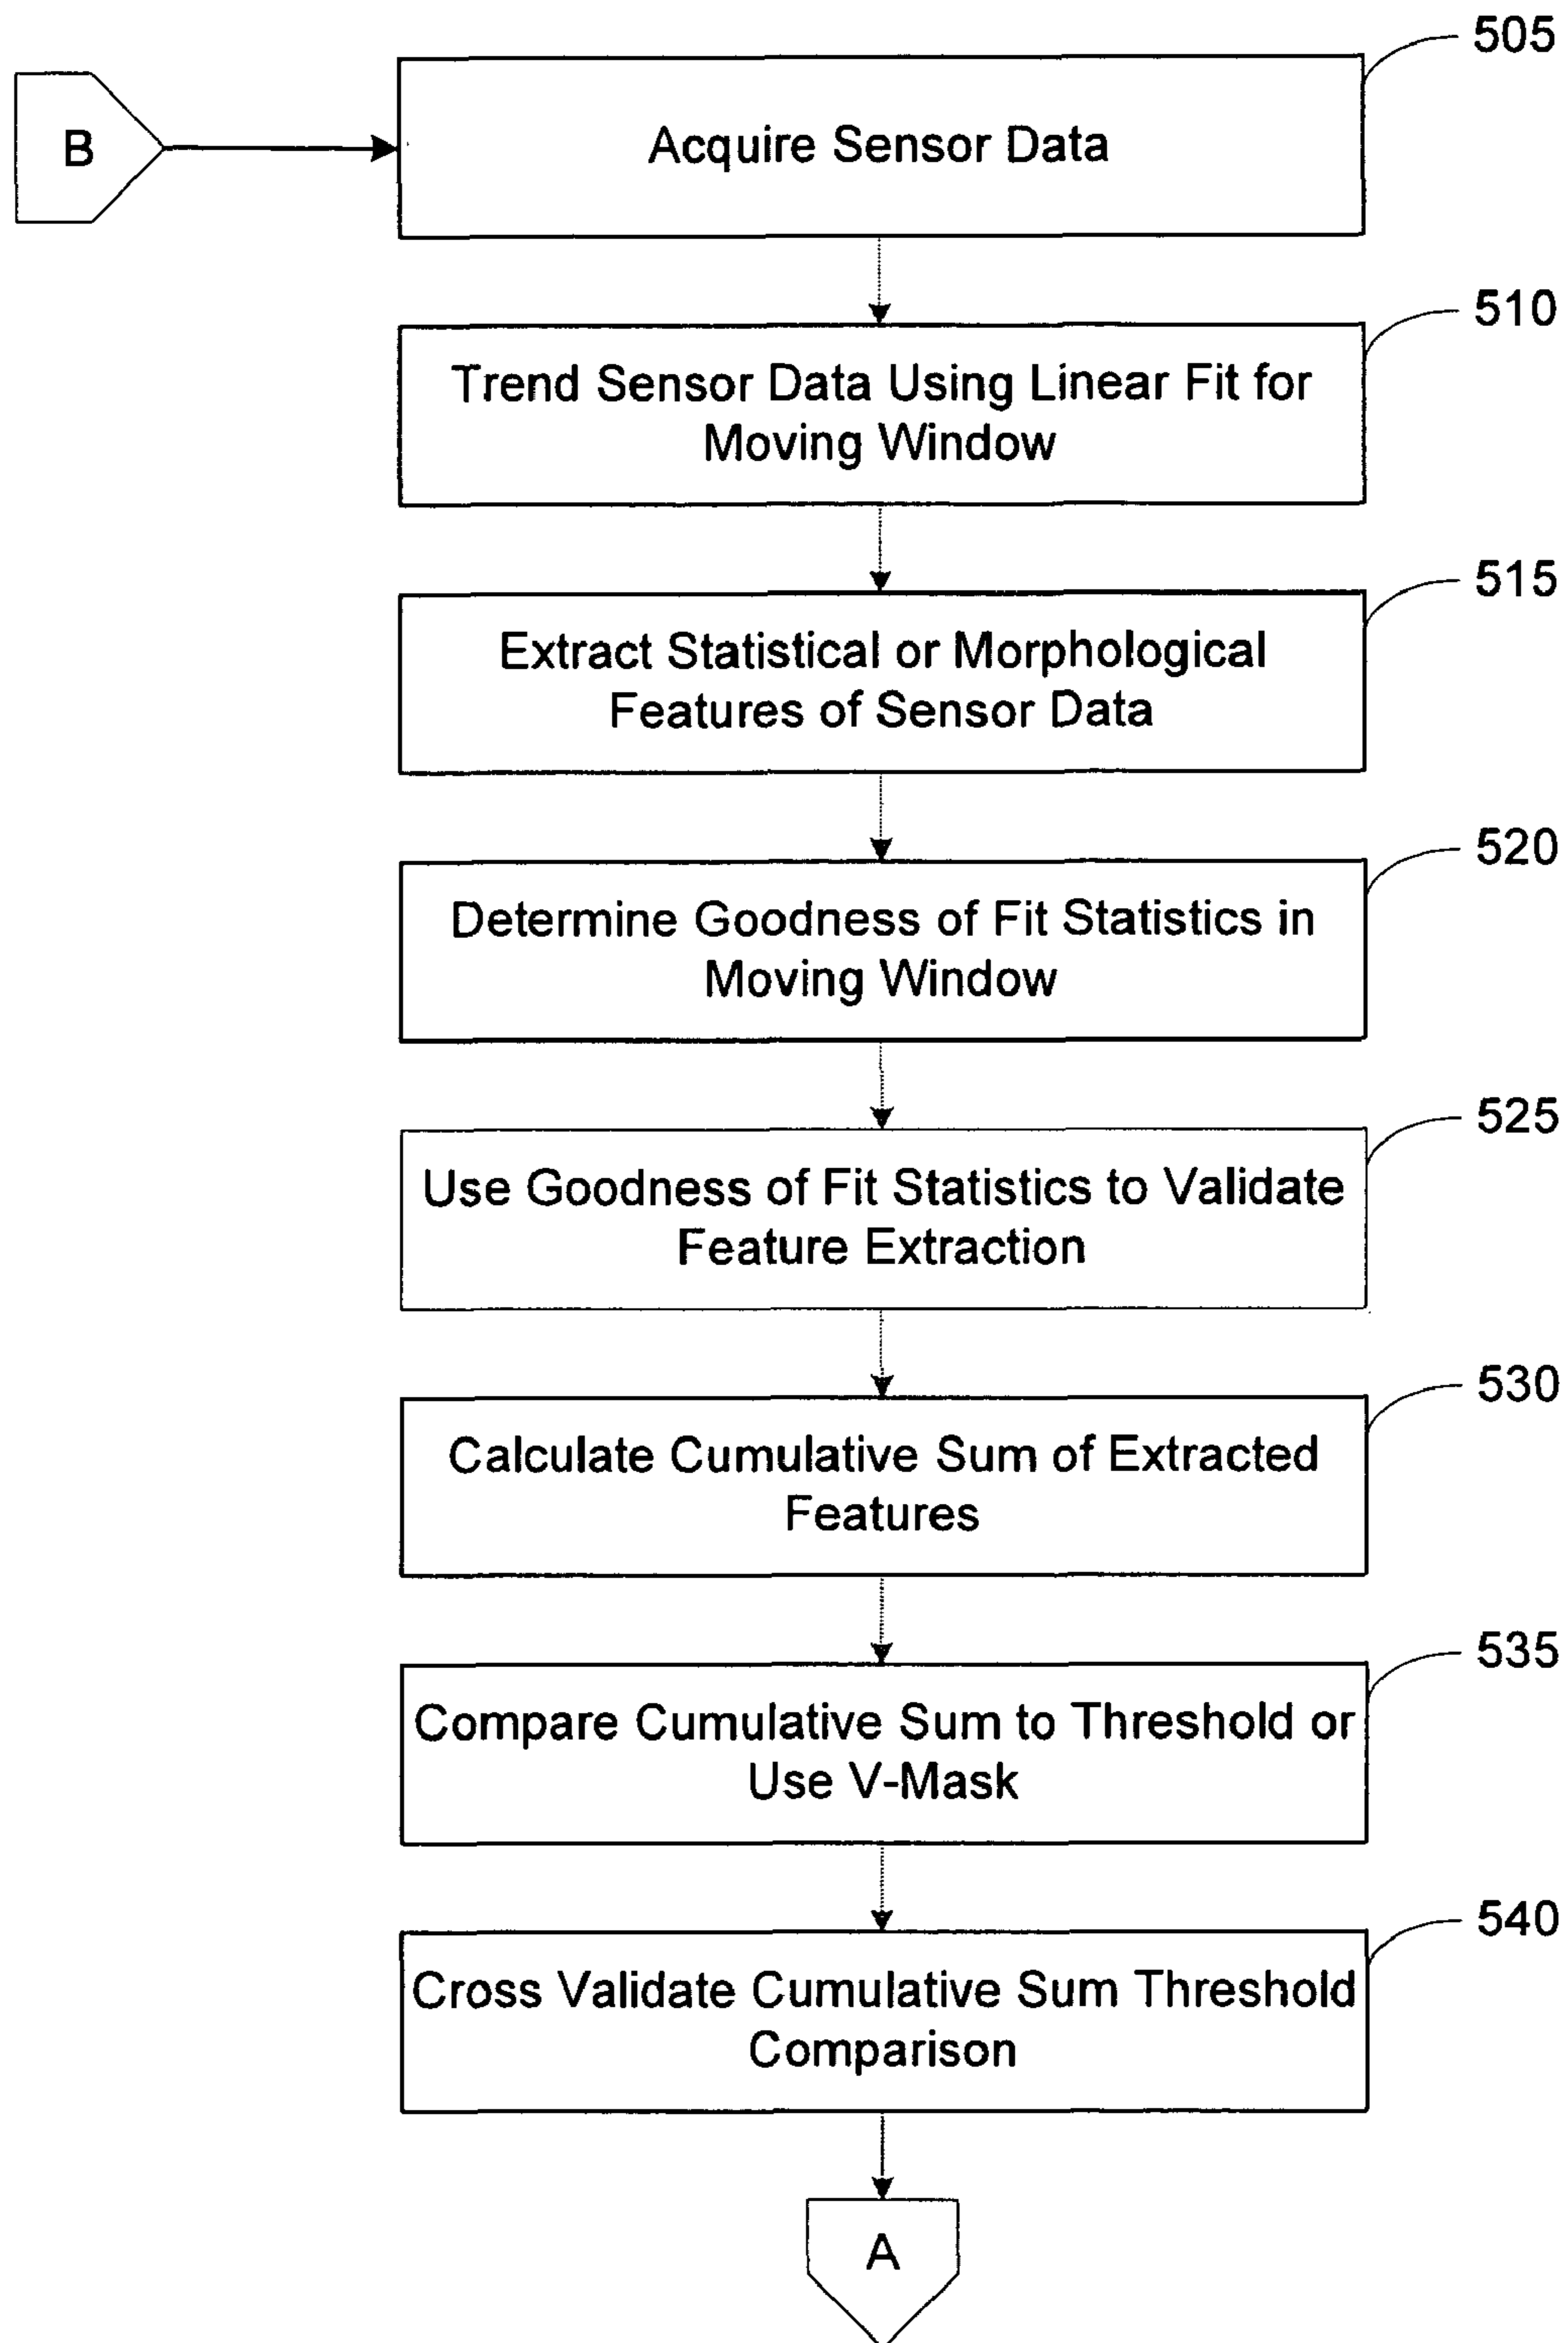 505
B
Acquire Sensor Data
510
Trend Sensor Data Using Linear Fit for
Moving Window
515
Extract Statistical or Morphological
Features of Sensor Data
520
Determine Goodness of Fit Statistics in
Moving Window
525
Use Goodness of Fit Statistics to Validate
Feature Extraction
530
Calculate Cumulative Sum of Extracted
Features
535
Compare Cumulative Sum to Threshold or
Use V-Mask
540
Cross Validate Cumulative Sum Threshold
Comparison
A